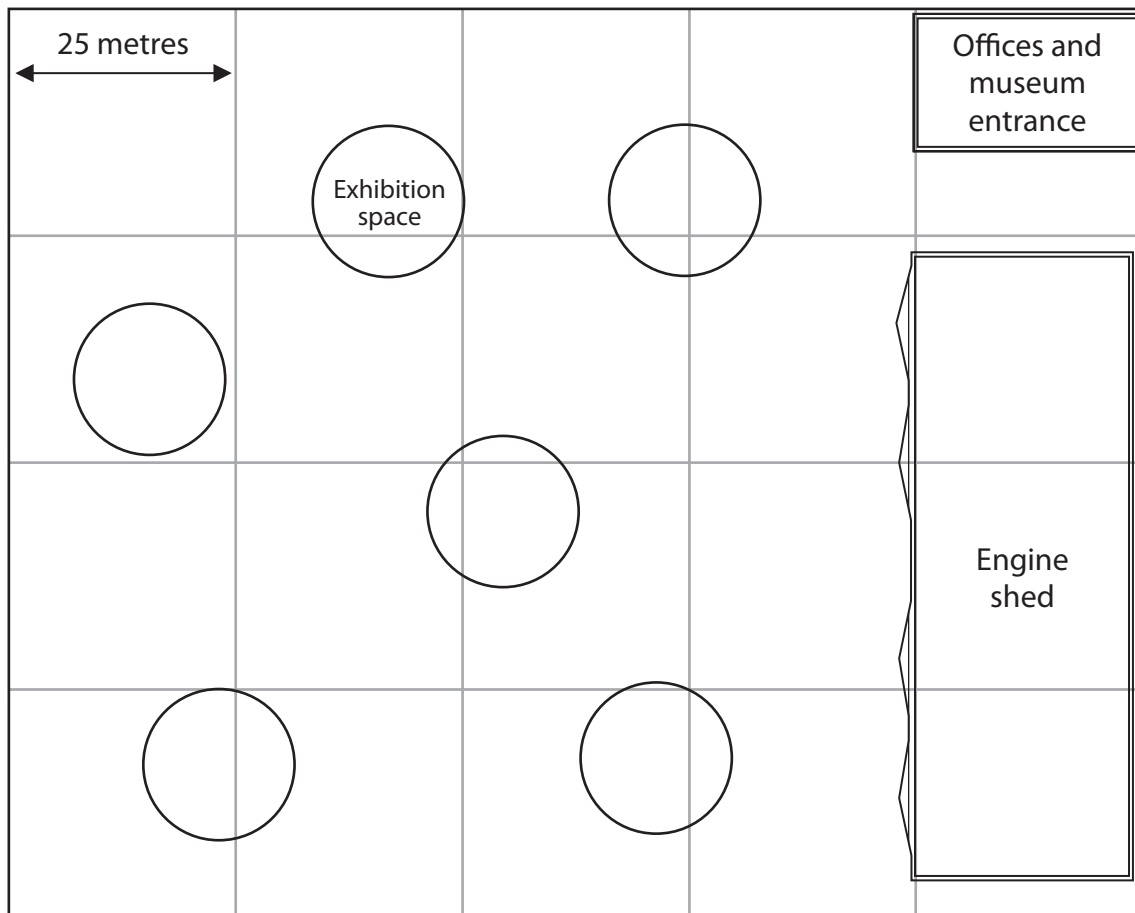 25 metres
Offices and
museum
entrance
Exhibition
space
Engine
shed